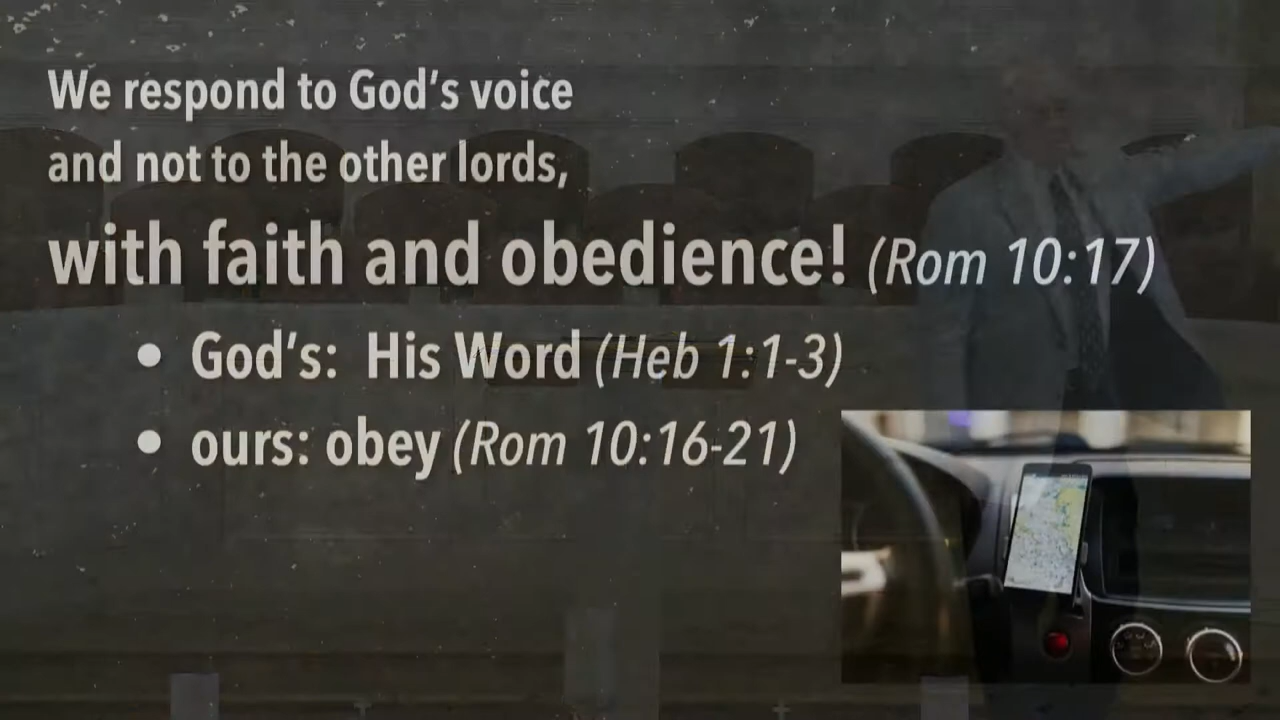 We respond to God's voice
and not to the other lords,
with faith and obedience! (Rom 10:17)
• God's: His Word (Heb 1:1-3)
• ours: obey (Rom 10:16-21)